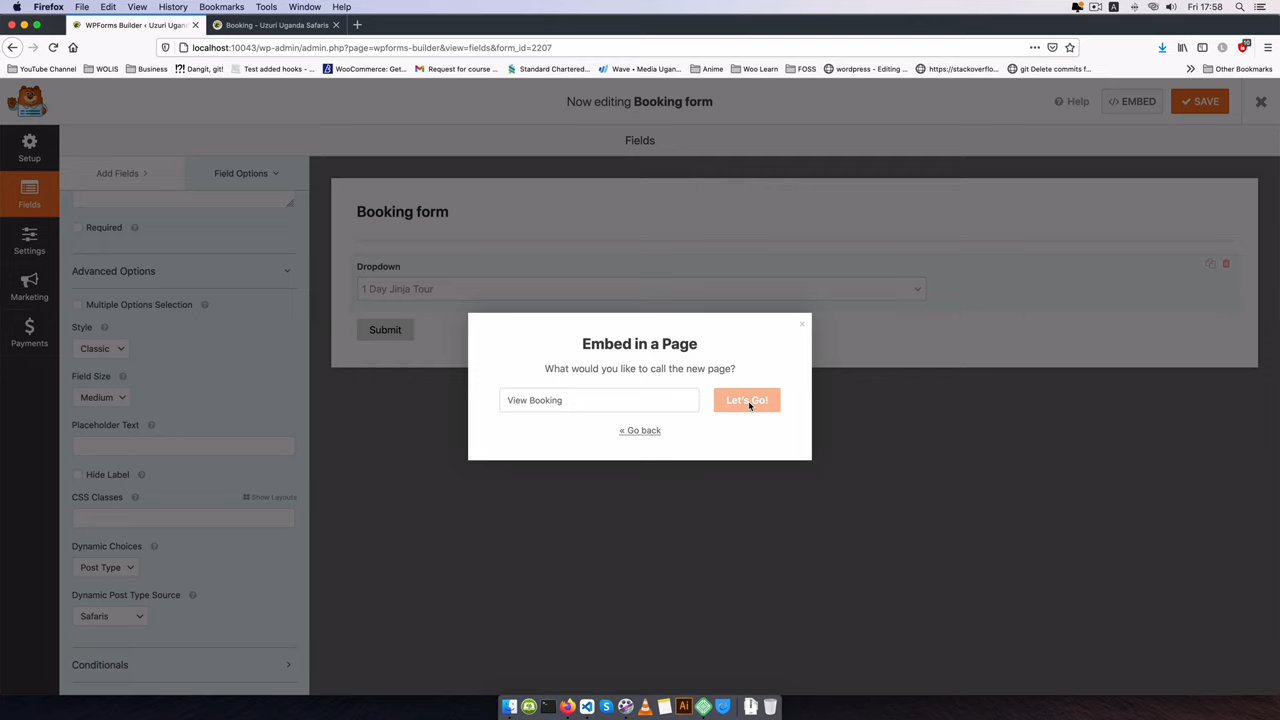 Firefox File Edit View History Bookmarks Tools Window Help Fri 17:58
WPForms Builder ‹ Uzuri Ugan Booking – Uzuri Uganda Safaris
localhost:10043/wp-admin/admin.php?page=wpforms-builder&view=fields&form_id=2207
YouTube Channel WOLIS Business Dangit, git! Test added hooks - ... WooCommerce: Get... Request for course ... Standard Chartered... Wave • Media Ugan... Anime Woo Learn FOSS wordpress - Editing ... https://stackoverflo... git Delete commits f... Other Bookmarks
Now editing Booking form
Help
</> EMBED
SAVE
Fields
Setup
Fields
Settings
Marketing
Payments
Add Fields
Field Options
Required
Advanced Options
Multiple Options Selection
Style
Classic
Field Size
Medium
Placeholder Text
Hide Label
CSS Classes
Show Layouts
Dynamic Choices
Post Type
Dynamic Post Type Source
Safaris
Conditionals
Booking form
Dropdown
1 Day Jinja Tour
Submit
Embed in a Page
What would you like to call the new page?
View Booking
Let's Go!
« Go back